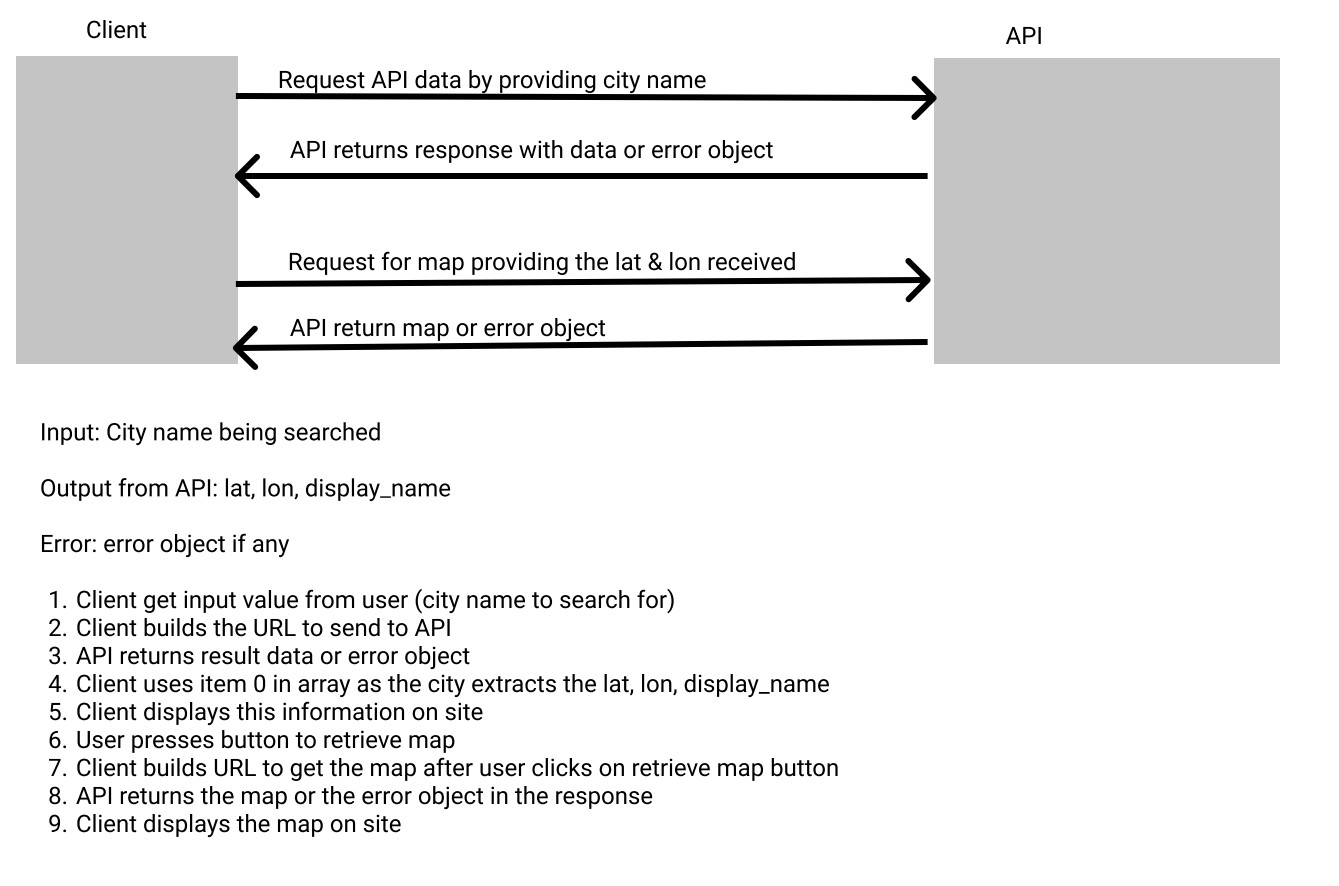 Client
API
Request API data by providing city name
API returns response with data or error object
Request for map providing the lat & lon received
API return map or error object
Input: City name being searched
Output from API: lat, lon, display_name
Error: error object if any
1. Client get input value from user (city name to search for)
2. Client builds the URL to send to API
3. API returns result data or error object
4. Client uses item 0 in array as the city extracts the lat, lon, display_name
5. Client displays this information on site
6. User presses button to retrieve map
7. Client builds URL to get the map after user clicks on retrieve map button
8. API returns the map or the error object in the response
9. Client displays the map on site